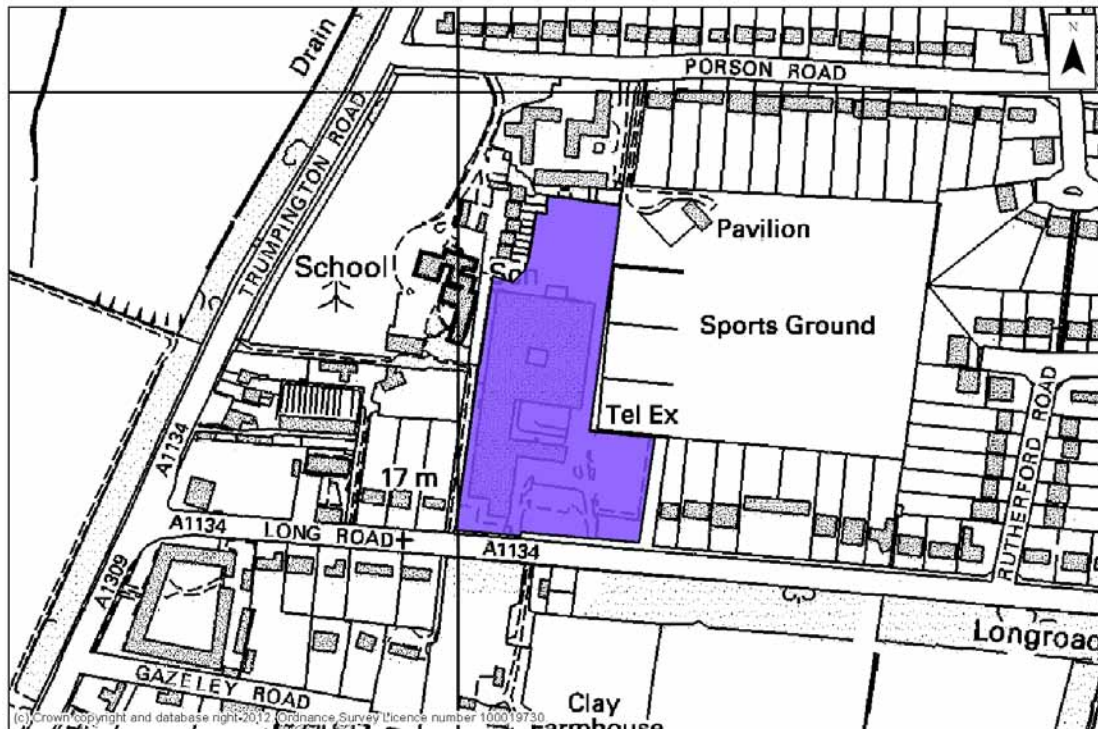 N
Drain
PORSON ROAD
TRUMPINGTON ROAD
Pavilion
School
Sports Ground
Tel Ex
RUTHERFORD ROAD
A1134
17 m
A1134
LONG ROAD
A1134
A1309
Longroad
GAZELEY ROAD
Clay
Farmhouse
(c) Crown copyright and database right 2012. Ordnance Survey Licence number 100019730.